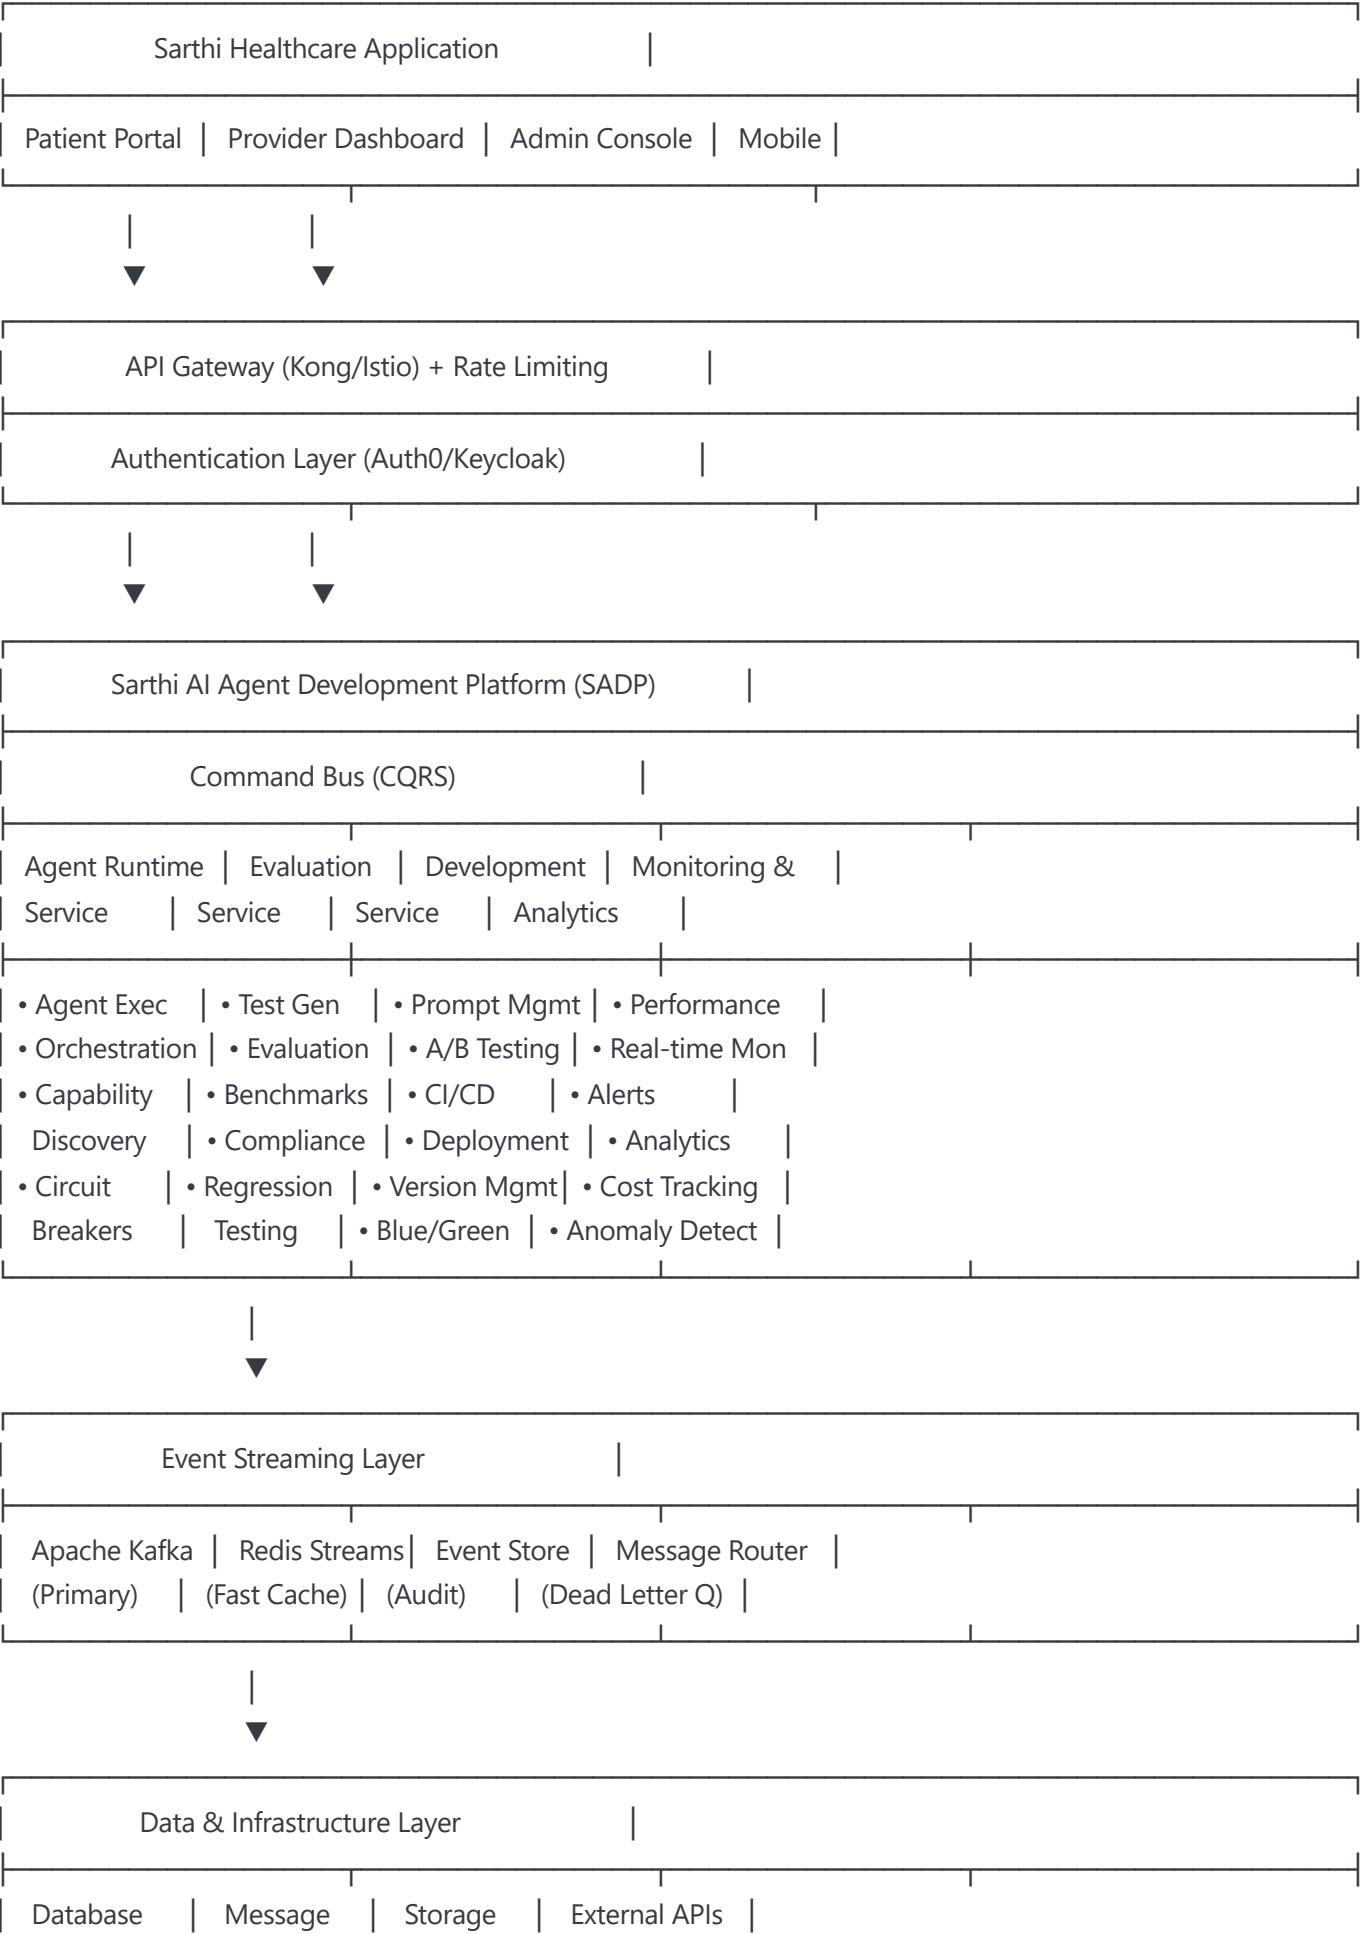 Sarthi Healthcare Application |
| Patient Portal | Provider Dashboard | Admin Console | Mobile |
| |
▼ ▼
| API Gateway (Kong/Istio) + Rate Limiting |
| Authentication Layer (Auth0/Keycloak) |
| |
▼ ▼
| Sarthi AI Agent Development Platform (SADP) |
| Command Bus (CQRS) |
| Agent Runtime | Evaluation | Development | Monitoring & |
| Service | Service | Service | Analytics |
| • Agent Exec | • Test Gen | • Prompt Mgmt | • Performance |
| • Orchestration | • Evaluation | • A/B Testing | • Real-time Mon |
| • Capability | • Benchmarks | • CI/CD | • Alerts |
| Discovery | • Compliance | • Deployment | • Analytics |
| • Circuit | • Regression | • Version Mgmt | • Cost Tracking |
| Breakers | Testing | • Blue/Green | • Anomaly Detect |
|
▼
| Event Streaming Layer |
| Apache Kafka | Redis Streams | Event Store | Message Router |
| (Primary) | (Fast Cache) | (Audit) | (Dead Letter Q) |
|
▼
| Data & Infrastructure Layer |
| Database | Message | Storage | External APIs |